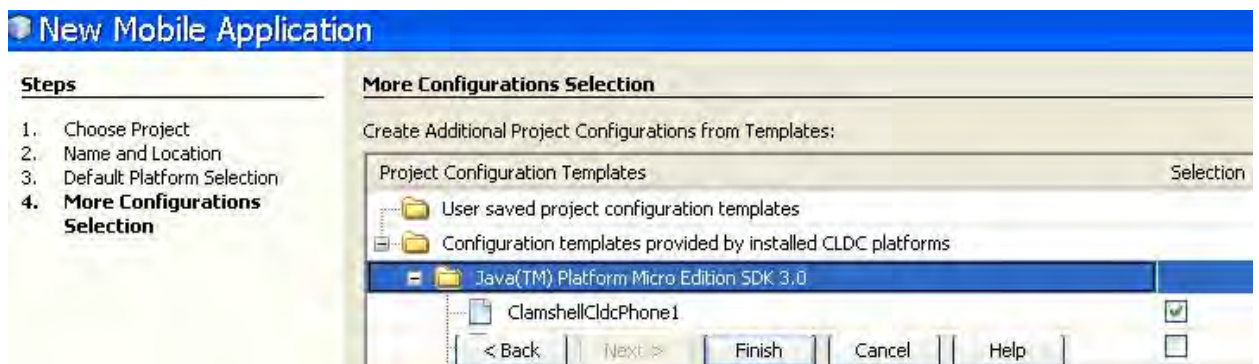 New Mobile Application
Steps
1. Choose Project
2. Name and Location
3. Default Platform Selection
4. More Configurations
Selection
More Configurations Selection
Create Additional Project Configurations from Templates:
Project Configuration Templates Selection
User saved project configuration templates
Configuration templates provided by installed CLDC platforms
Java(TM) Platform Micro Edition SDK 3.0
ClamshellCldcPhone1
< Back Next > Finish Cancel Help